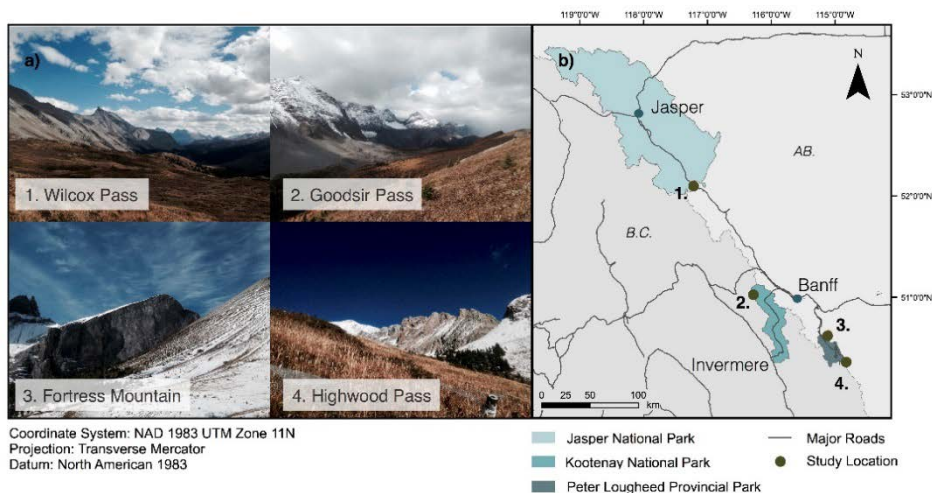 a)
1. Wilcox Pass
2. Goodsir Pass
3. Fortress Mountain
4. Highwood Pass
Coordinate System: NAD 1983 UTM Zone 11N
Projection: Transverse Mercator
Datum: North American 1983
119°0'0"W 118°0'0"W 117°0'0"W 116°0'0"W 115°0'0"W
b)
N
53°0'0"N
Jasper
AB.
52°0'0"N
1.
B.C.
Banff
51°0'0"N
2.
3.
Invermere
4.
0 25 50 100
km
Jasper National Park
Major Roads
Kootenay National Park
Study Location
Peter Lougheed Provincial Park